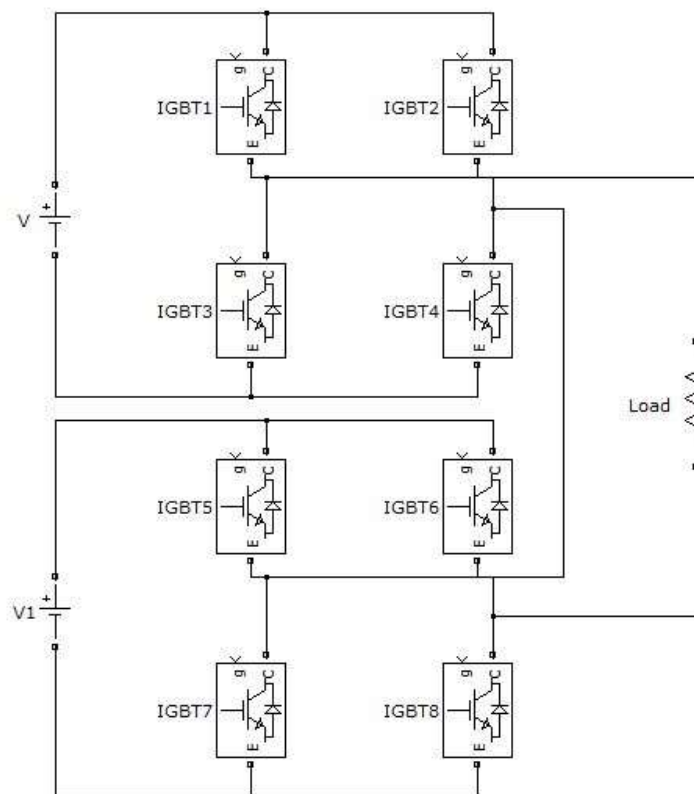 g C g C
IGBT1 IGBT2
E E
+
V
g C g C
IGBT3 IGBT4
E E
Load
g C g C
IGBT5 IGBT6
E E
+
V1
g C g C
IGBT7 IGBT8
E E